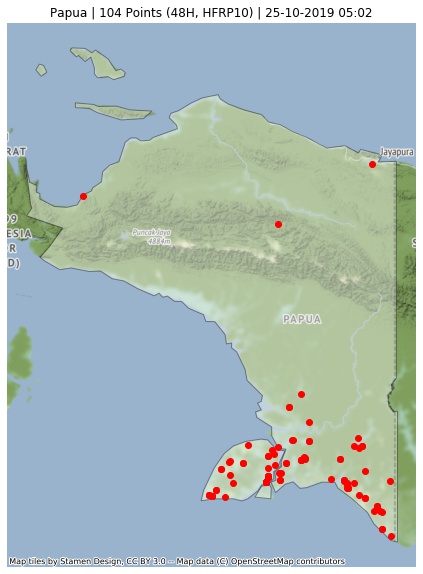 Papua | 104 Points (48H, HFRP10) | 25-10-2019 05:02
Jayapura
RAT
Puncak Jaya
4884m
9
ESIA
R
D)
S
PAPUA
Map tiles by Stamen Design, CC BY 3.0 -- Map data (C) OpenStreetMap contributors